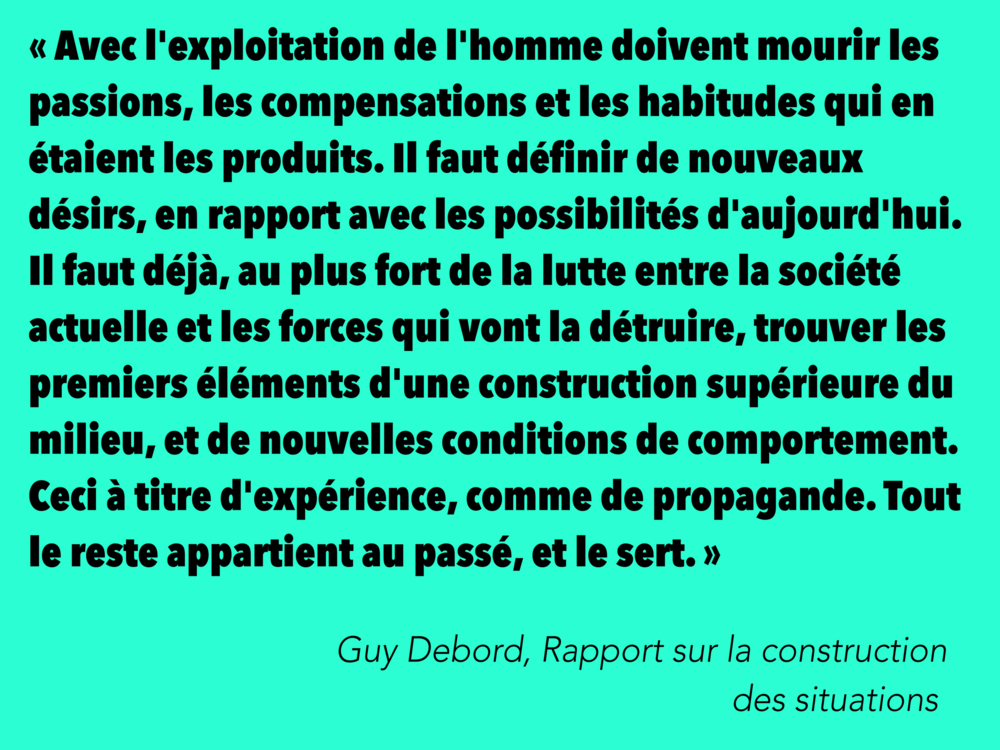 « Avec l'exploitation de l'homme doivent mourir les
passions, les compensations et les habitudes qui en
étaient les produits. Il faut définir de nouveaux
désirs, en rapport avec les possibilités d'aujourd'hui.
Il faut déjà, au plus fort de la lutte entre la société
actuelle et les forces qui vont la détruire, trouver les
premiers éléments d'une construction supérieure du
milieu, et de nouvelles conditions de comportement.
Ceci à titre d'expérience, comme de propagande. Tout
le reste appartient au passé, et le sert. »
Guy Debord, Rapport sur la construction
des situations